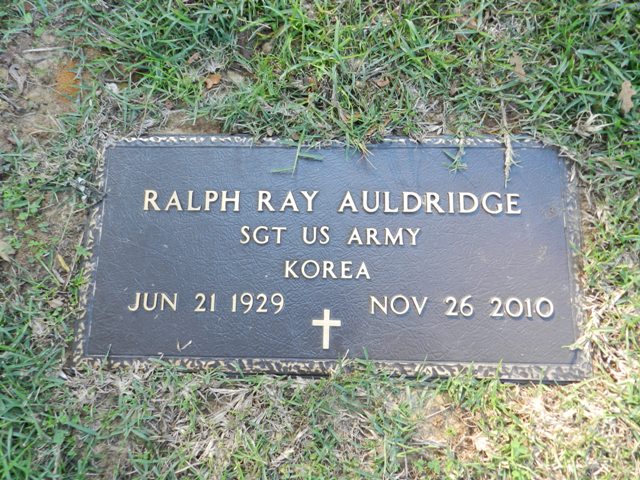 RALPH RAY AULDRIDGE
SGT US ARMY
KOREA
JUN 21 1929 NOV 26 2010